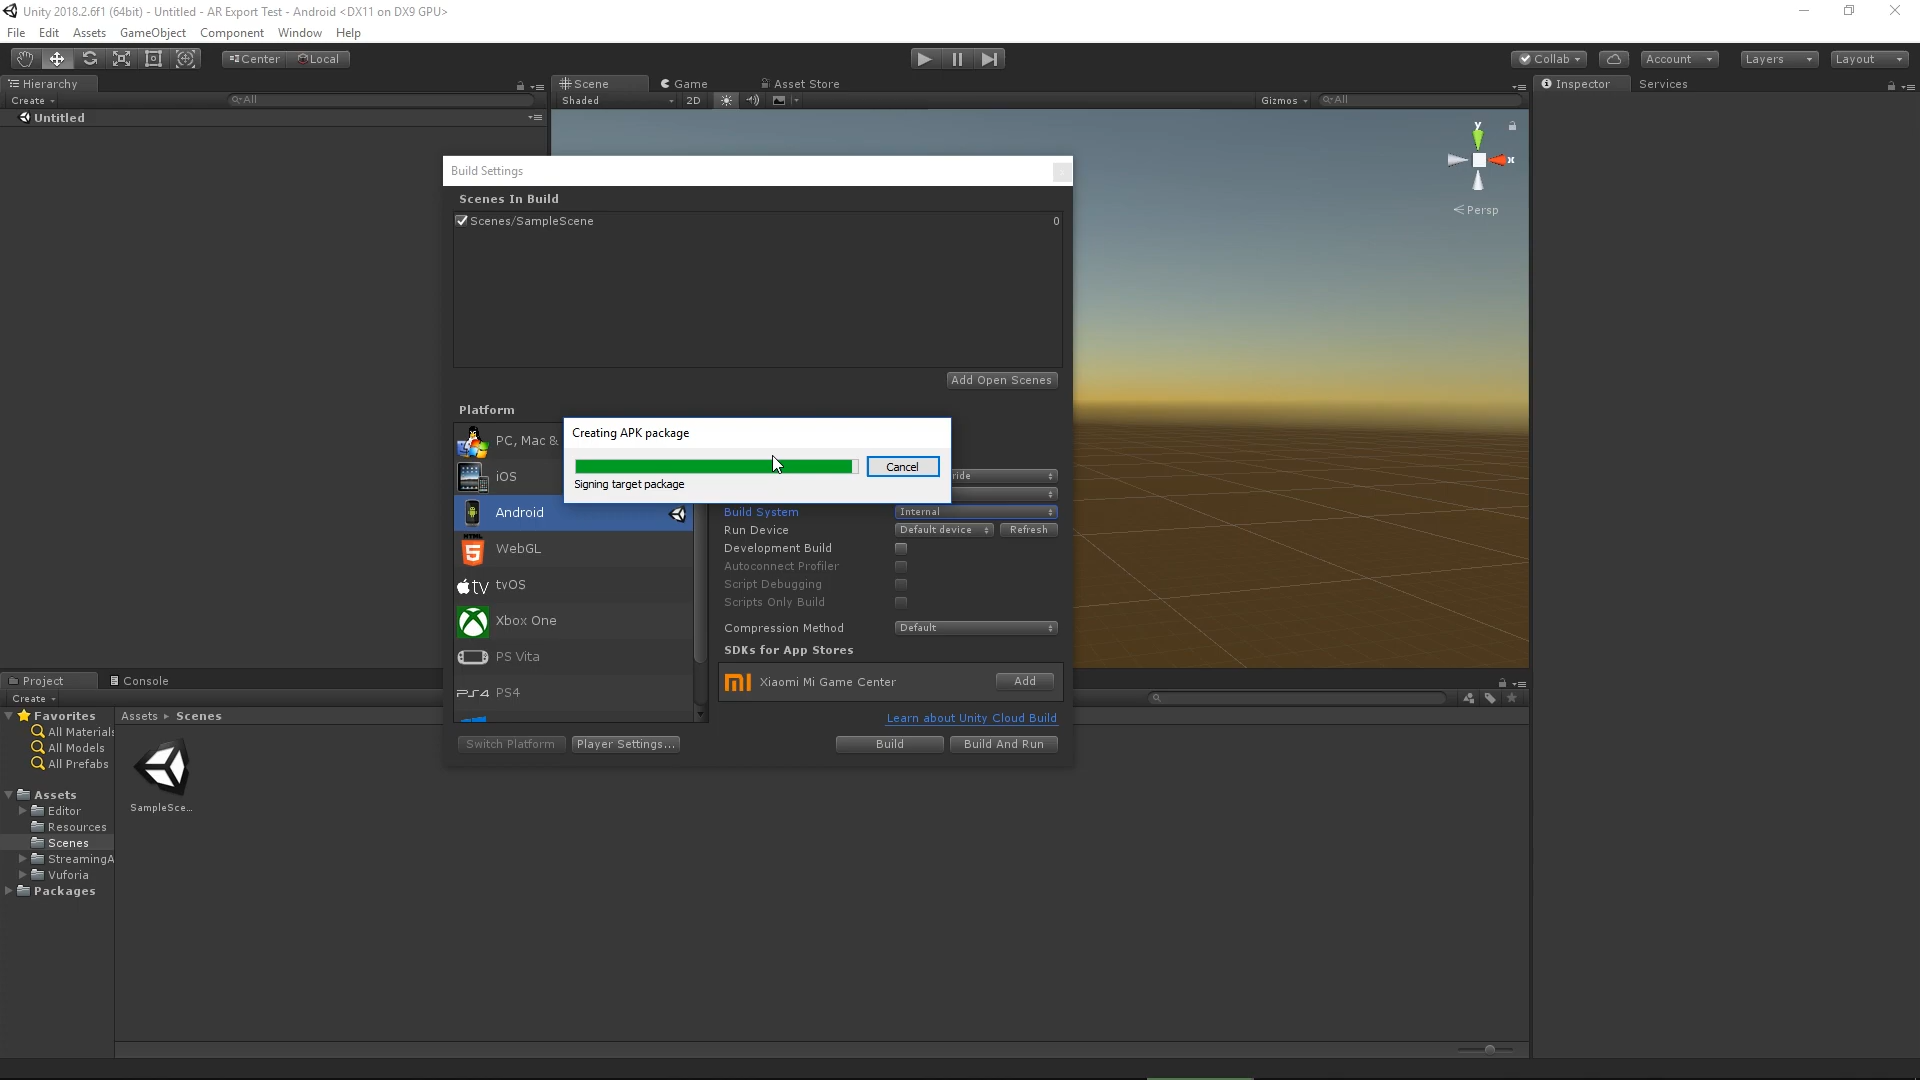 Unity 2018.2.6f1 (64bit) - Untitled - AR Export Test - Android <DX11 on DX9 GPU>
File Edit Assets GameObject Component Window Help
Center Local
Collab Account Layers Layout
Hierarchy
Create All
Untitled
Scene Game Asset Store
Shaded 2D Gizmos All
Inspector Services
y
x
Persp
Build Settings
Scenes In Build
Scenes/SampleScene 0
Add Open Scenes
Platform
PC, Mac &
iOS
Android
WebGL
tv tvOS
Xbox One
PS Vita
PS4 PS4
Creating APK package
Cancel
Signing target package
ride
Build System Internal
Run Device Default device Refresh
Development Build
Autoconnect Profiler
Script Debugging
Scripts Only Build
Compression Method Default
SDKs for App Stores
Xiaomi Mi Game Center Add
Learn about Unity Cloud Build
Switch Platform Player Settings... Build Build And Run
Project Console
Create
Favorites
All Materials
All Models
All Prefabs
Assets
Editor
Resources
Scenes
StreamingA
Vuforia
Packages
Assets Scenes
SampleSce...